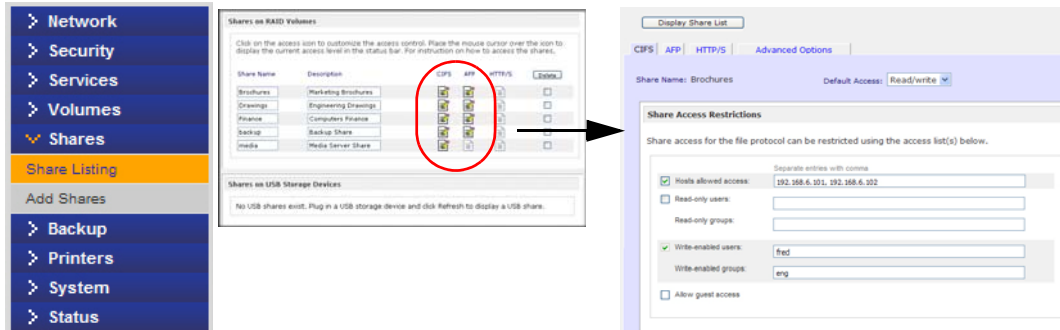 Network
Security
Services
Volumes
Shares
Share Listing
Add Shares
Backup
Printers
System
Status
Shares on RAID Volumes
Click on the access icon to customize the access control. Place the mouse cursor over the icon to
display the current access level in the status bar. For instruction on how to access the shares.
Share Name Description CIFS AFP HTTP/S Delete
Brochures Marketing Brochures
Drawings Engineering Drawings
Finance Computers Finance
backup Backup Share
media Media Server Share
Shares on USB Storage Devices
No USB shares exist. Plug in a USB storage device and click Refresh to display a USB share.
Display Share List
CIFS AFP HTTP/S Advanced Options
Share Name: Brochures Default Access: Read/write
Share Access Restrictions
Share access for the file protocol can be restricted using the access list(s) below.
Separate entries with comma
Hosts allowed access: 192.168.6.101, 192.168.6.102
Read-only users:
Read-only groups:
Write-enabled users: fred
Write-enabled groups: eng
Allow guest access